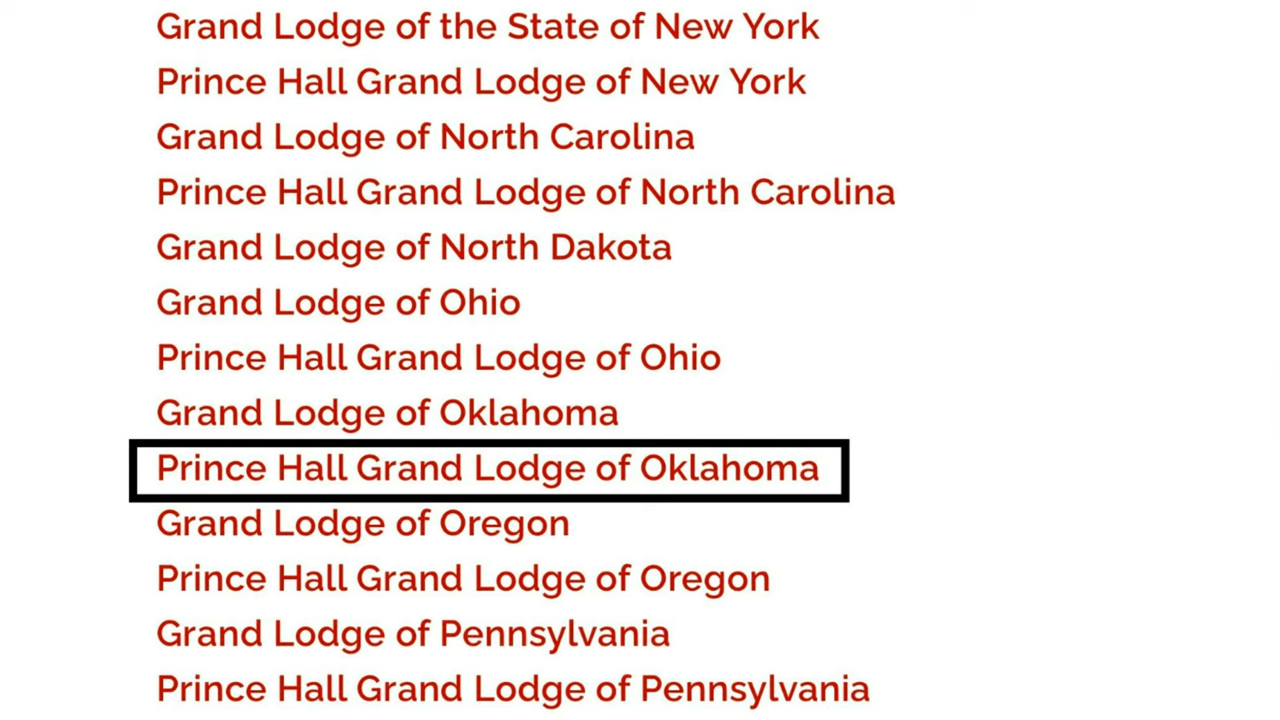 Grand Lodge of the State of New York
Prince Hall Grand Lodge of New York
Grand Lodge of North Carolina
Prince Hall Grand Lodge of North Carolina
Grand Lodge of North Dakota
Grand Lodge of Ohio
Prince Hall Grand Lodge of Ohio
Grand Lodge of Oklahoma
Prince Hall Grand Lodge of Oklahoma
Grand Lodge of Oregon
Prince Hall Grand Lodge of Oregon
Grand Lodge of Pennsylvania
Prince Hall Grand Lodge of Pennsylvania